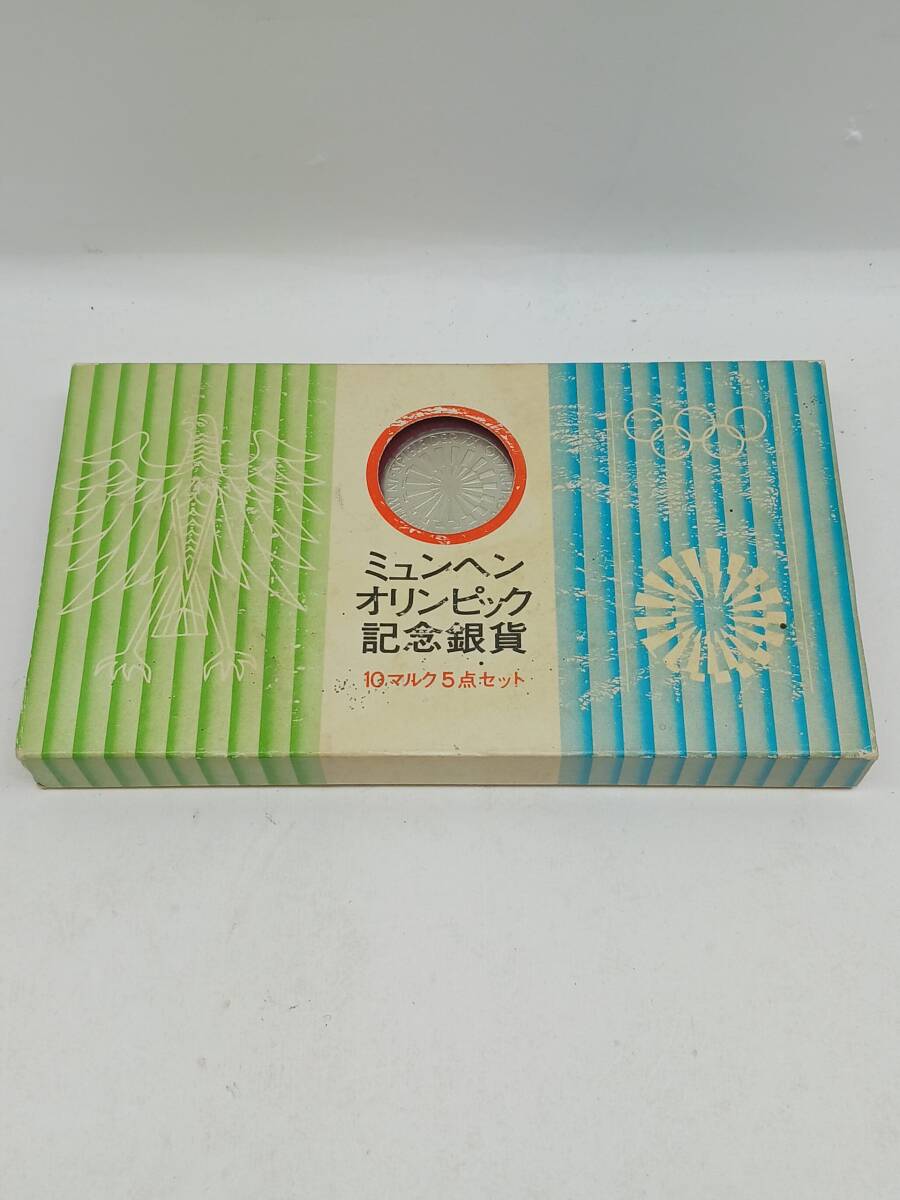 ミュンヘン
オリンピック
記念銀貨
10マルク5点セット